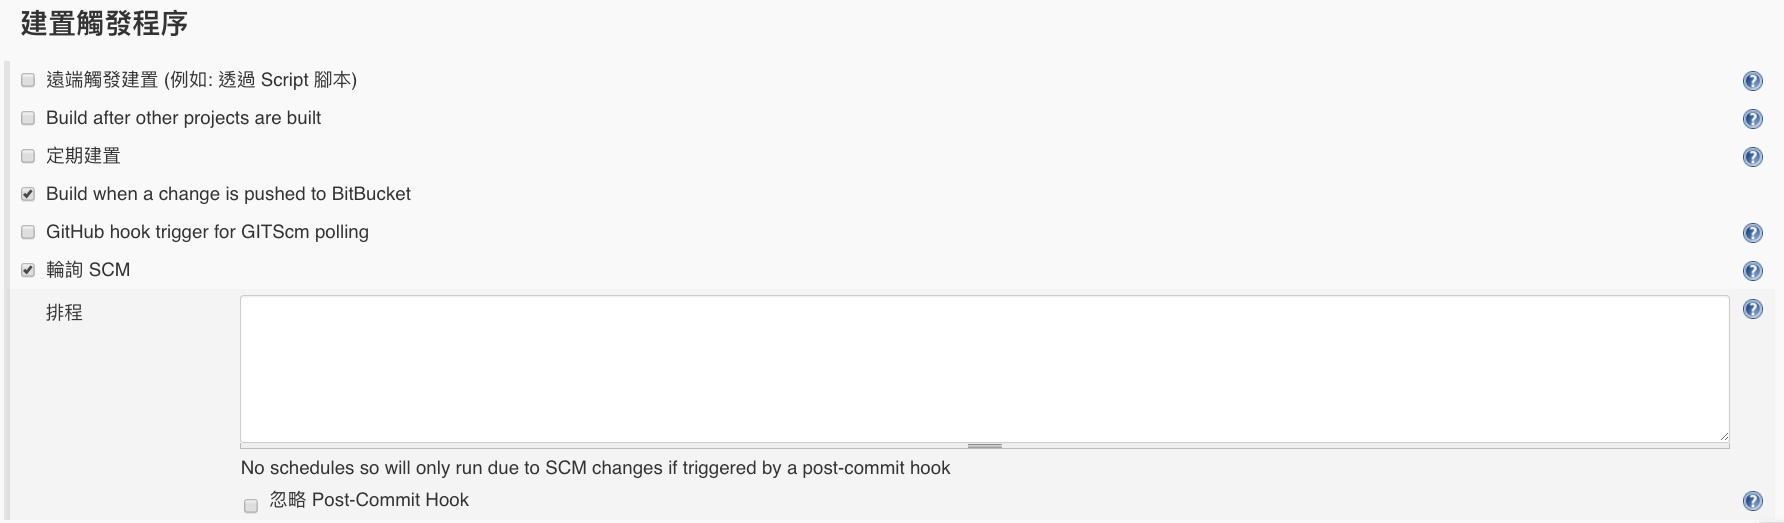 建置觸發程序
遠端觸發建置 (例如: 透過 Script 腳本)
Build after other projects are built
定期建置
Build when a change is pushed to BitBucket
GitHub hook trigger for GITScm polling
輪詢 SCM
排程
No schedules so will only run due to SCM changes if triggered by a post-commit hook
忽略 Post-Commit Hook